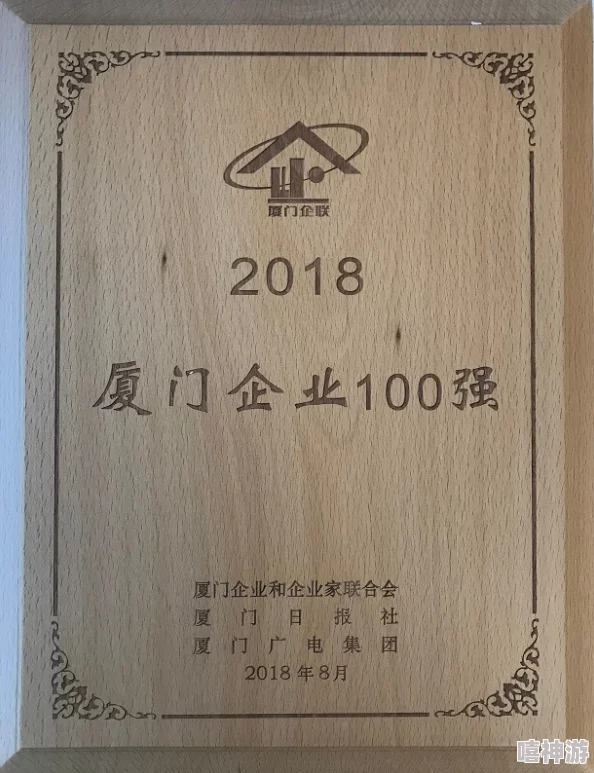 厦门企联
2018
厦门企业100强
厦门企业和企业家联合会
厦门日报社
厦门广电集团
2018年8月
嘻神游